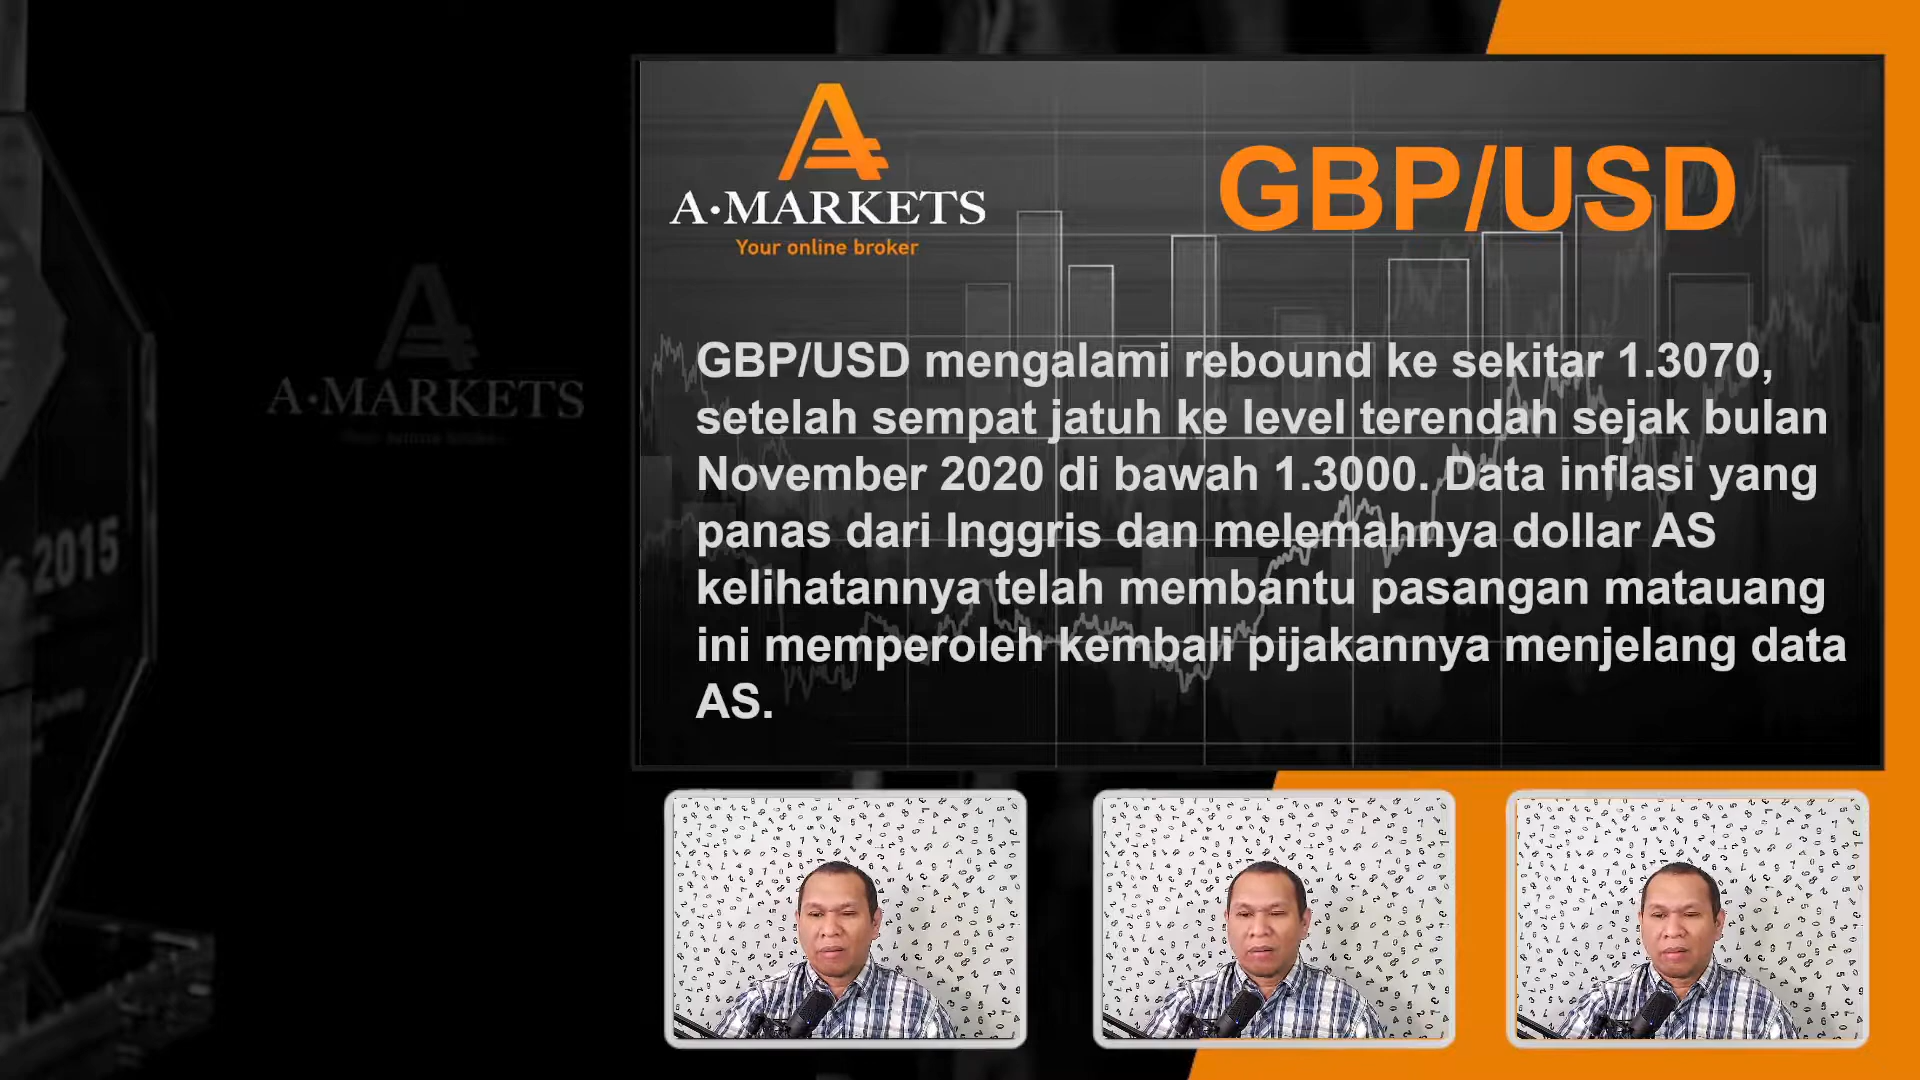 A·MARKETS
Your online broker
GBP/USD
GBP/USD mengalami rebound ke sekitar 1.3070,
setelah sempat jatuh ke level terendah sejak bulan
November 2020 di bawah 1.3000. Data inflasi yang
panas dari Inggris dan melemahnya dollar AS
kelihatannya telah membantu pasangan matauang
ini memperoleh kembali pijakannya menjelang data
AS.
A·MARKETS
2015